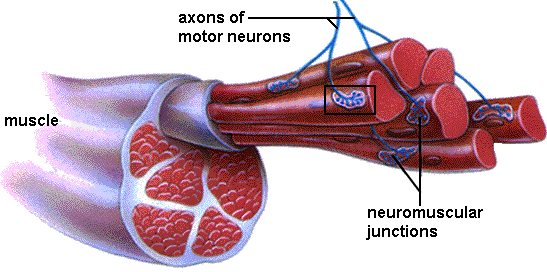 axons of
motor neurons
muscle
neuromuscular
junctions